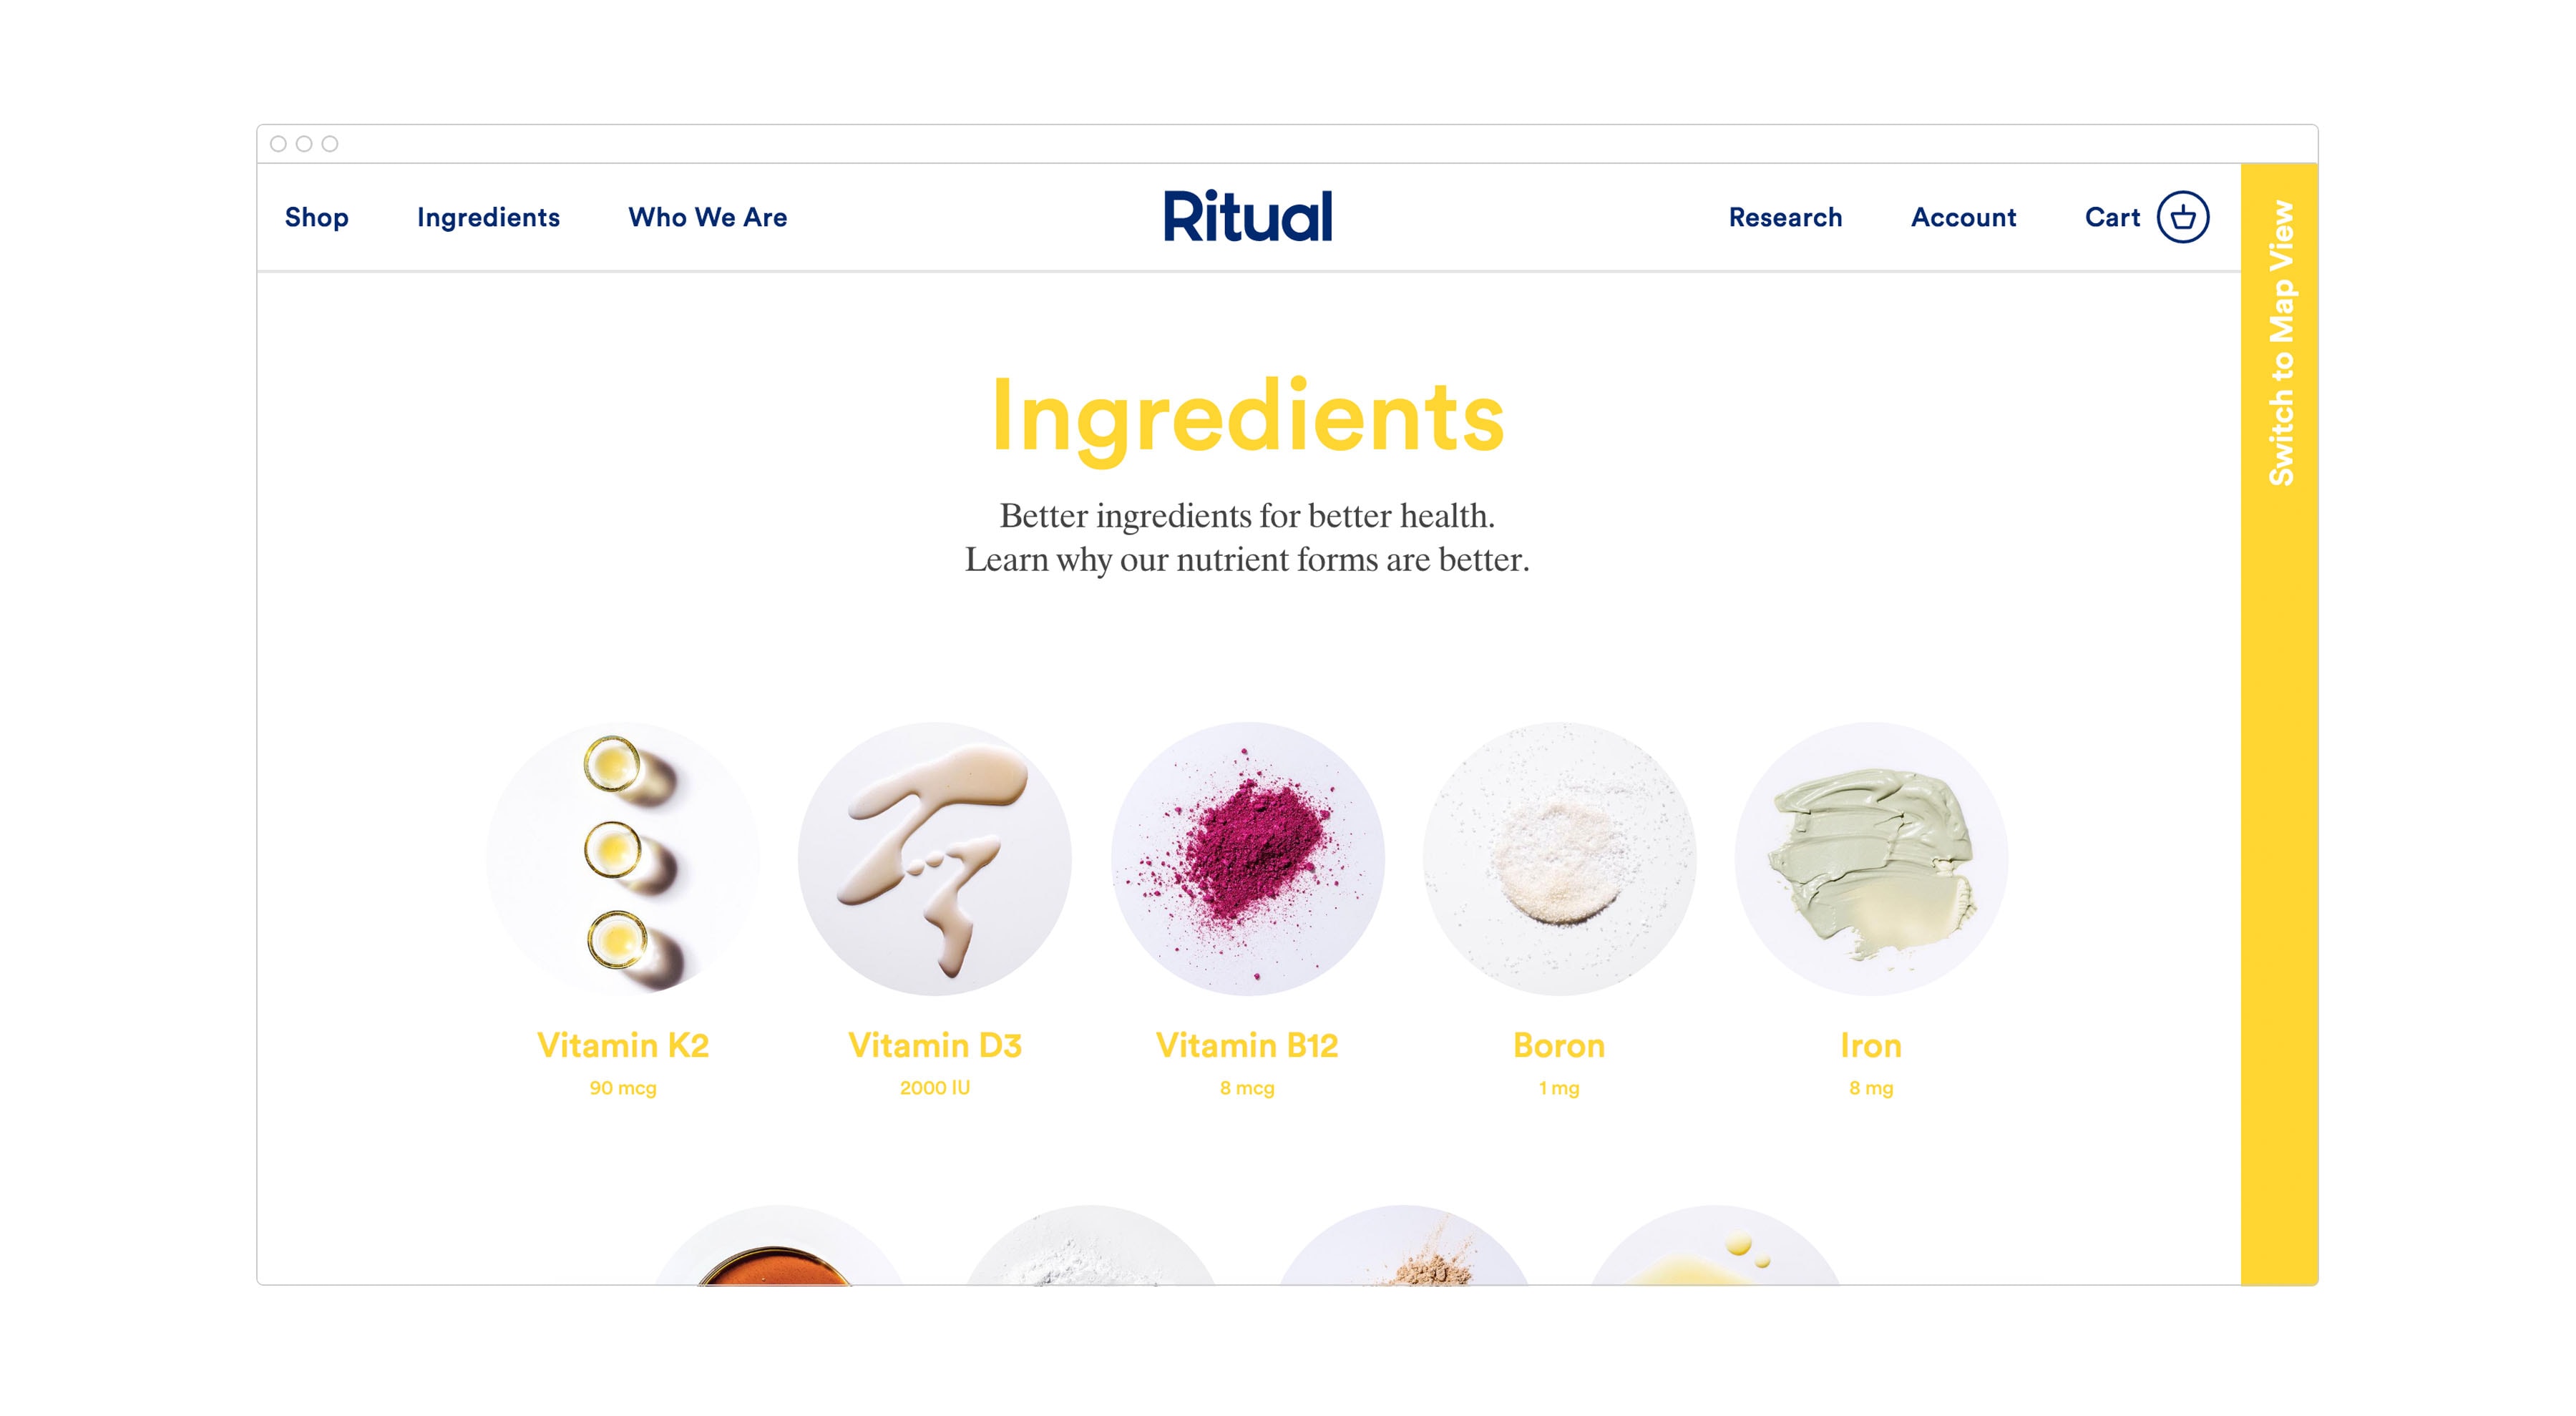 Shop
Ingredients
Who We Are
Ritual
Research
Account
Cart
Switch to Map View
Ingredients
Better ingredients for better health.
Learn why our nutrient forms are better.
Vitamin K2
90 mcg
Vitamin D3
2000 IU
Vitamin B12
8 mcg
Boron
1 mg
Iron
8 mg